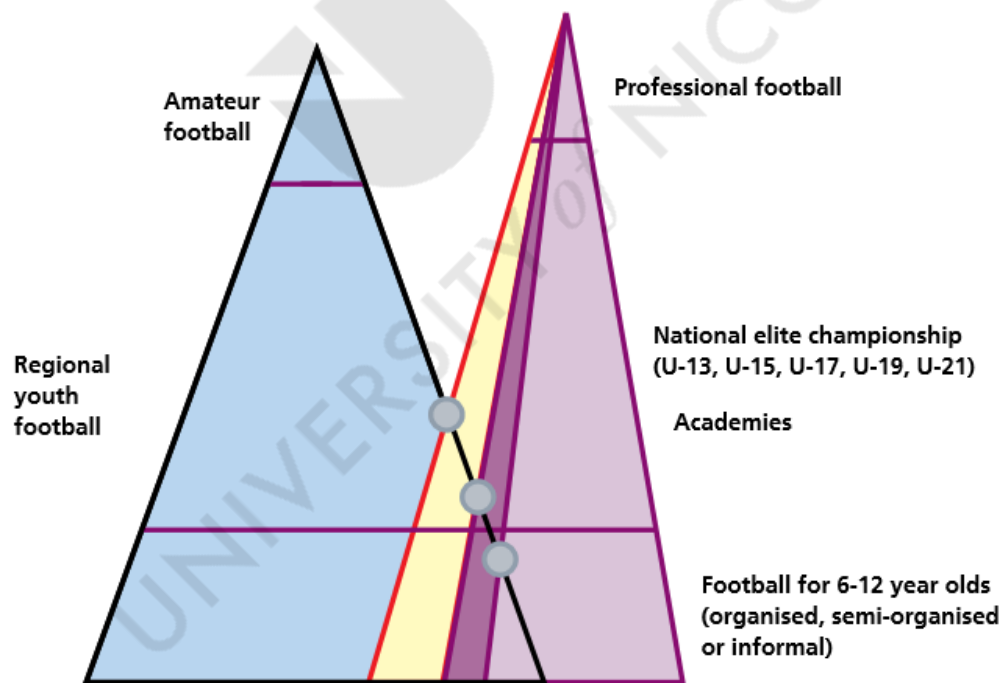 Amateur
football
Professional football
Regional
youth
football
National elite championship
(U-13, U-15, U-17, U-19, U-21)
Academies
Football for 6-12 year olds
(organised, semi-organised
or informal)
UNIVERSITY of NICO